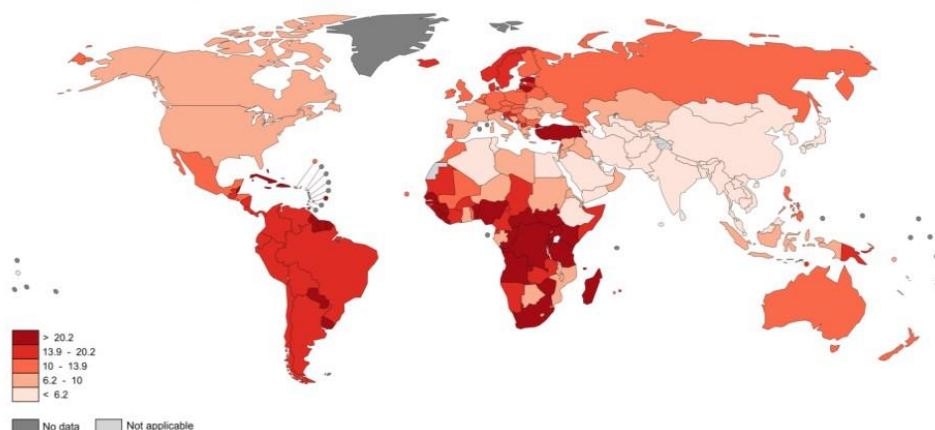 > 20.2
13.9 - 20.2
10 - 13.9
6.2 - 10
< 6.2
No data
Not applicable